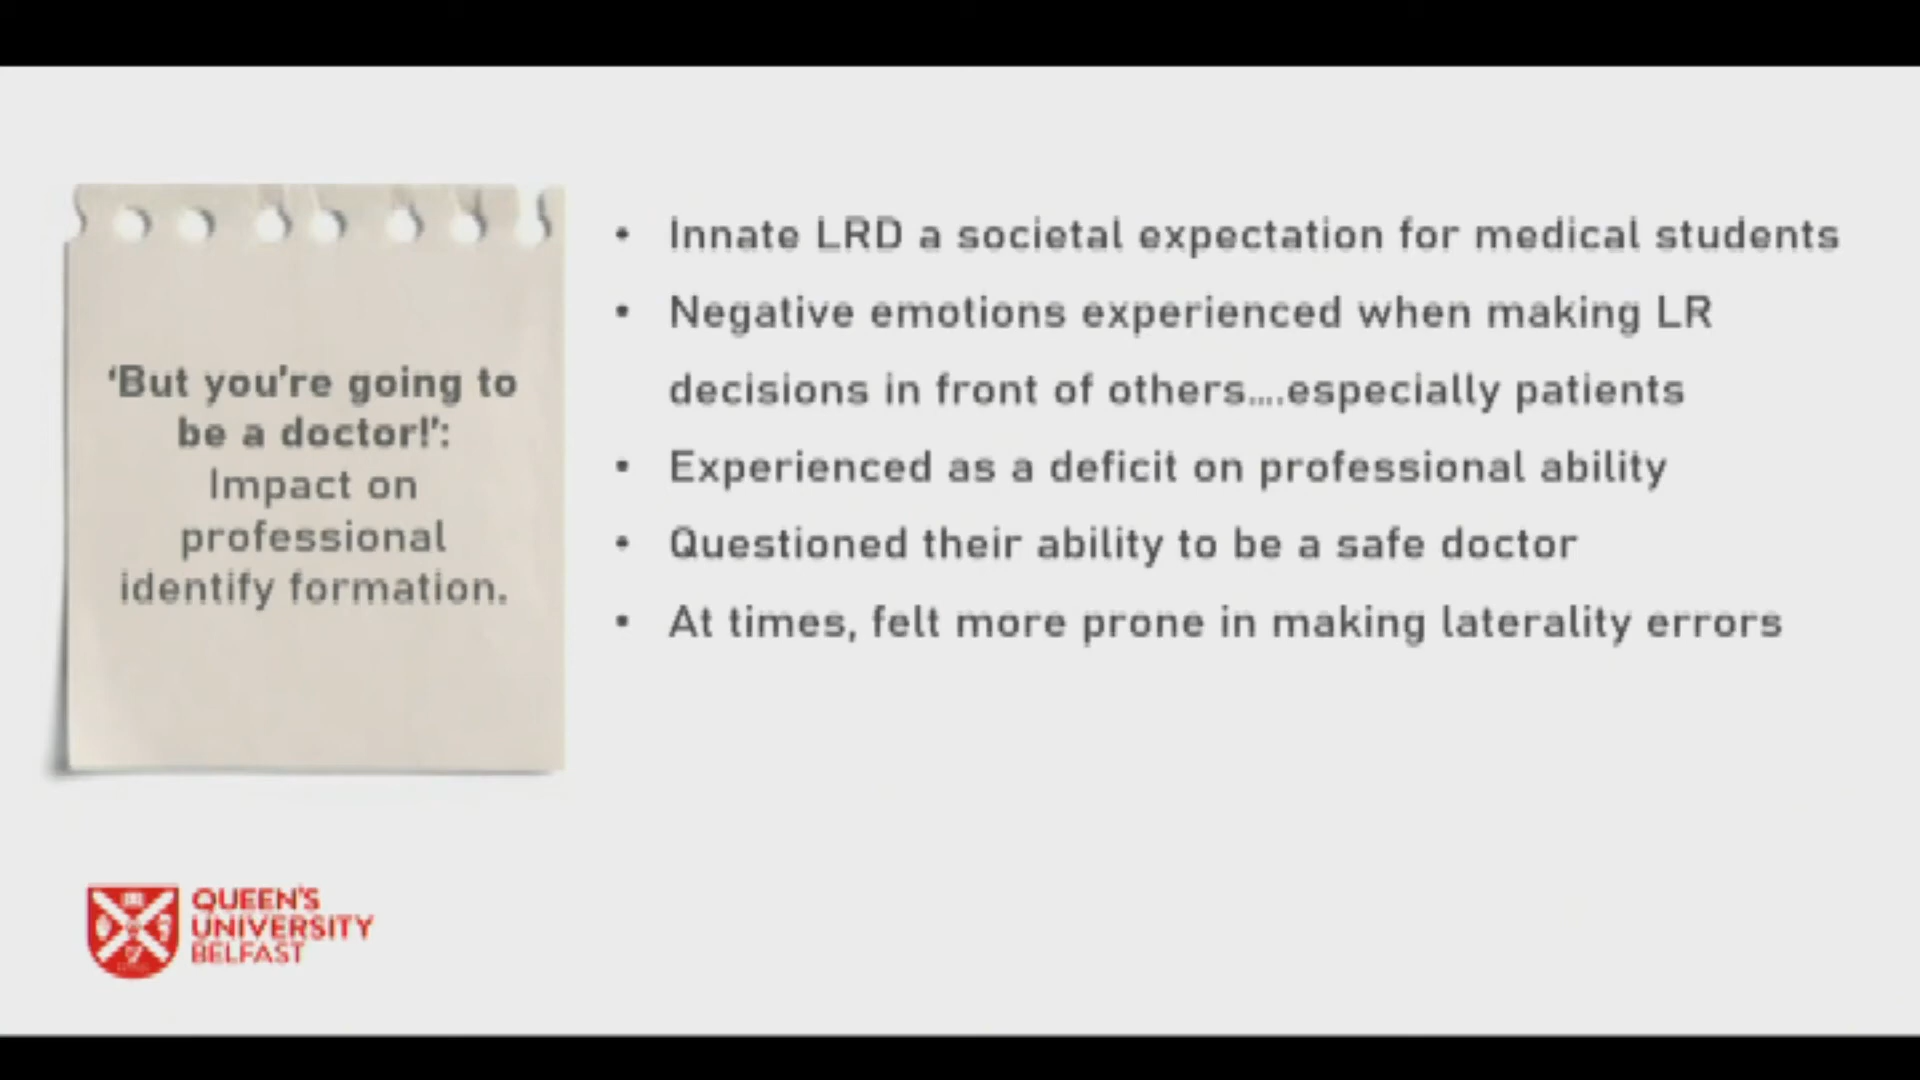 ‘But you're going to
be a doctor!’:
Impact on
professional
identify formation.
• Innate LRD a societal expectation for medical students
• Negative emotions experienced when making LR
decisions in front of others....especially patients
• Experienced as a deficit on professional ability
• Questioned their ability to be a safe doctor
• At times, felt more prone in making laterality errors
QUEEN'S
UNIVERSITY
BELFAST